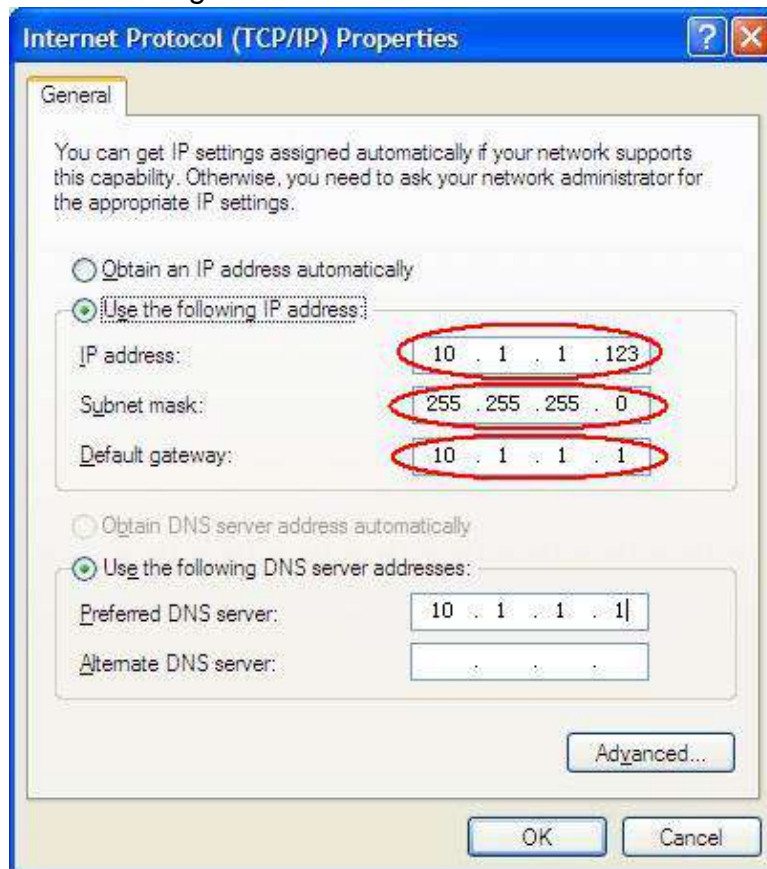 Internet Protocol (TCP/IP) Properties
General
You can get IP settings assigned automatically if your network supports
this capability. Otherwise, you need to ask your network administrator for
the appropriate IP settings.
Obtain an IP address automatically
Use the following IP address:
IP address: 10 . 1 . 1 . 123
Subnet mask: 255 . 255 . 255 . 0
Default gateway: 10 . 1 . 1 . 1
Obtain DNS server address automatically
Use the following DNS server addresses:
Preferred DNS server: 10 . 1 . 1 . 1
Alternate DNS server: . . .
Advanced...
OK Cancel